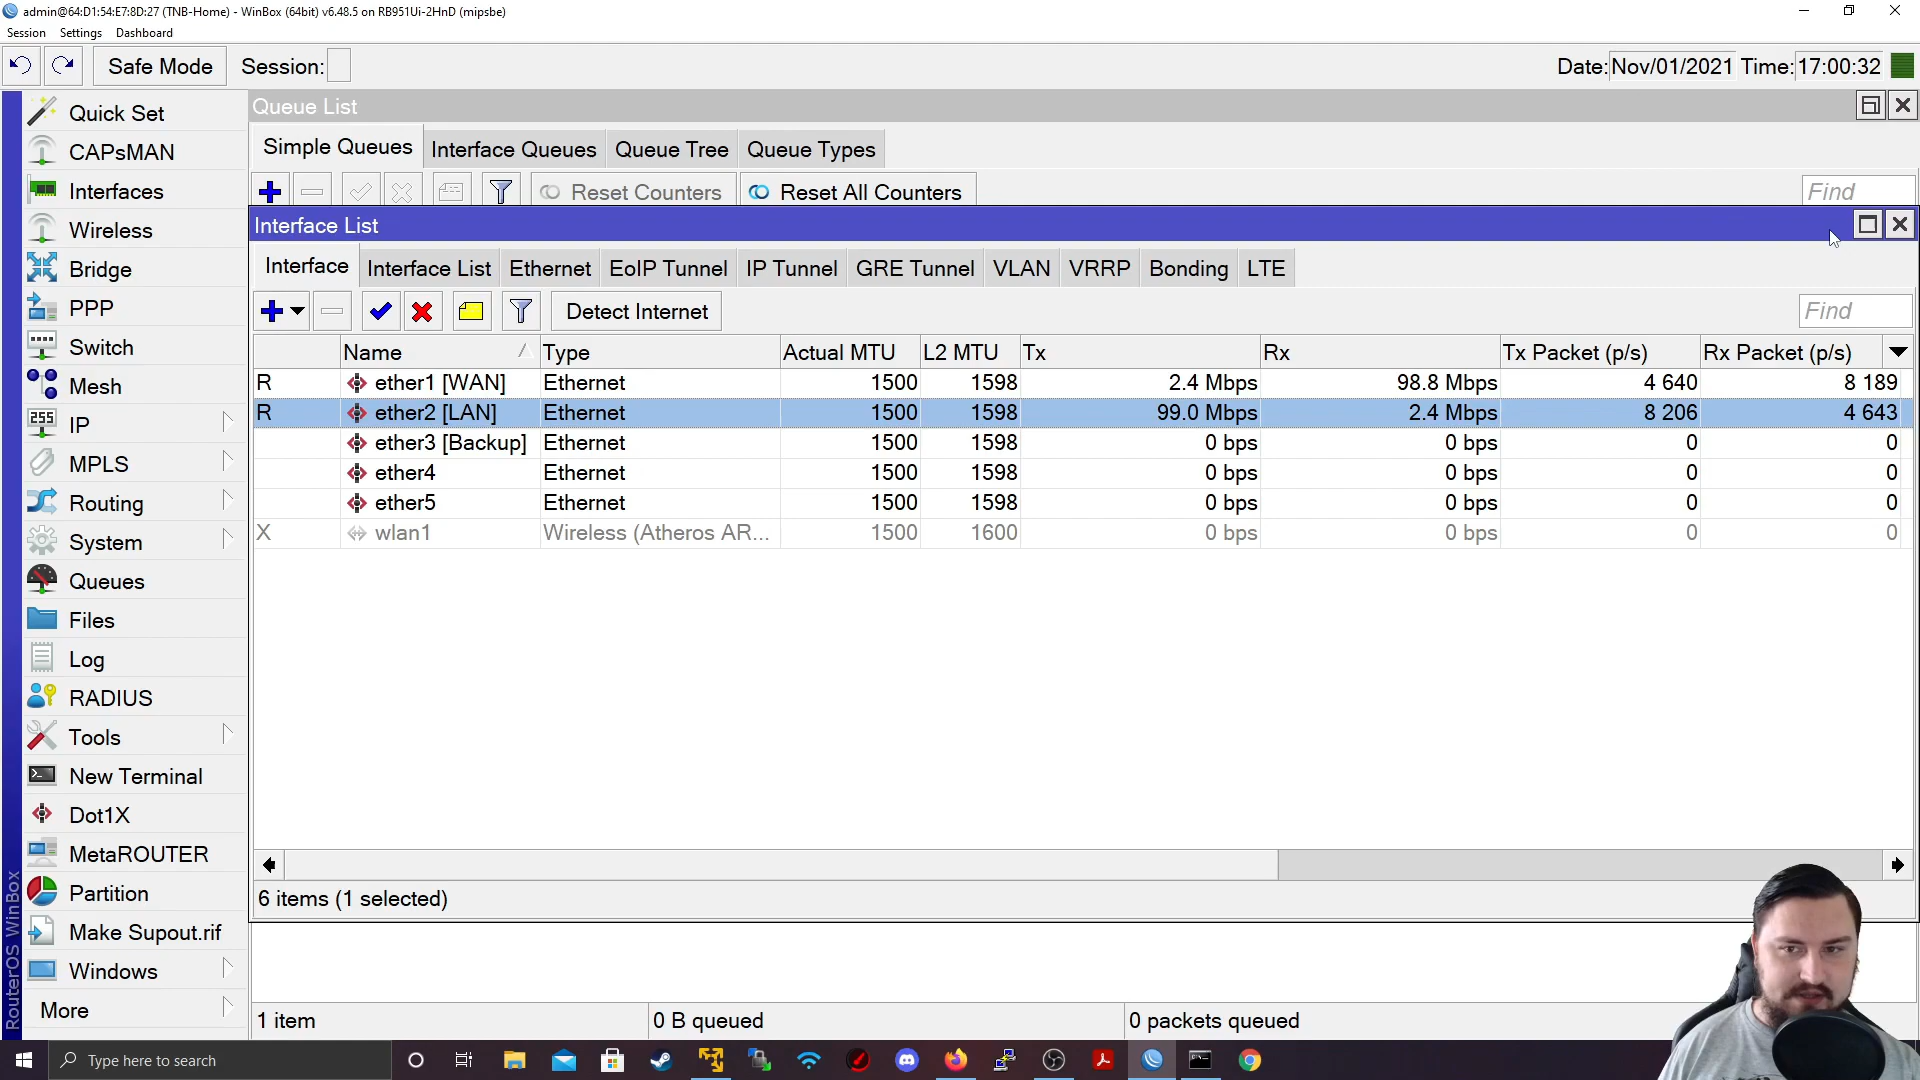 admin@64:D1:54:E7:8D:27 (TNB-Home) - WinBox (64bit) v6.48.5 on RB951Ui-2HnD (mipsbe)
Session Settings Dashboard
Safe Mode Session: Date: Nov/01/2021 Time: 17:00:32
Quick Set
CAPsMAN
Interfaces
Wireless
Bridge
PPP
Switch
Mesh
255 IP
MPLS
Routing
System
Queues
Files
Log
RADIUS
Tools
New Terminal
Dot1X
MetaROUTER
Partition
Make Supout.rif
Windows
More
RouterOS WinBox
Queue List
Simple Queues Interface Queues Queue Tree Queue Types
Reset Counters Reset All Counters Find
Interface List
Interface Interface List Ethernet EoIP Tunnel IP Tunnel GRE Tunnel VLAN VRRP Bonding LTE
Detect Internet Find
Name Type Actual MTU L2 MTU Tx Rx Tx Packet (p/s) Rx Packet (p/s)
R ether1 [WAN] Ethernet 1500 1598 2.4 Mbps 98.8 Mbps 4 640 8 189
R ether2 [LAN] Ethernet 1500 1598 99.0 Mbps 2.4 Mbps 8 206 4 643
ether3 [Backup] Ethernet 1500 1598 0 bps 0 bps 0 0
ether4 Ethernet 1500 1598 0 bps 0 bps 0 0
ether5 Ethernet 1500 1598 0 bps 0 bps 0 0
X wlan1 Wireless (Atheros AR... 1500 1600 0 bps 0 bps 0 0
6 items (1 selected)
1 item 0 B queued 0 packets queued
Type here to search